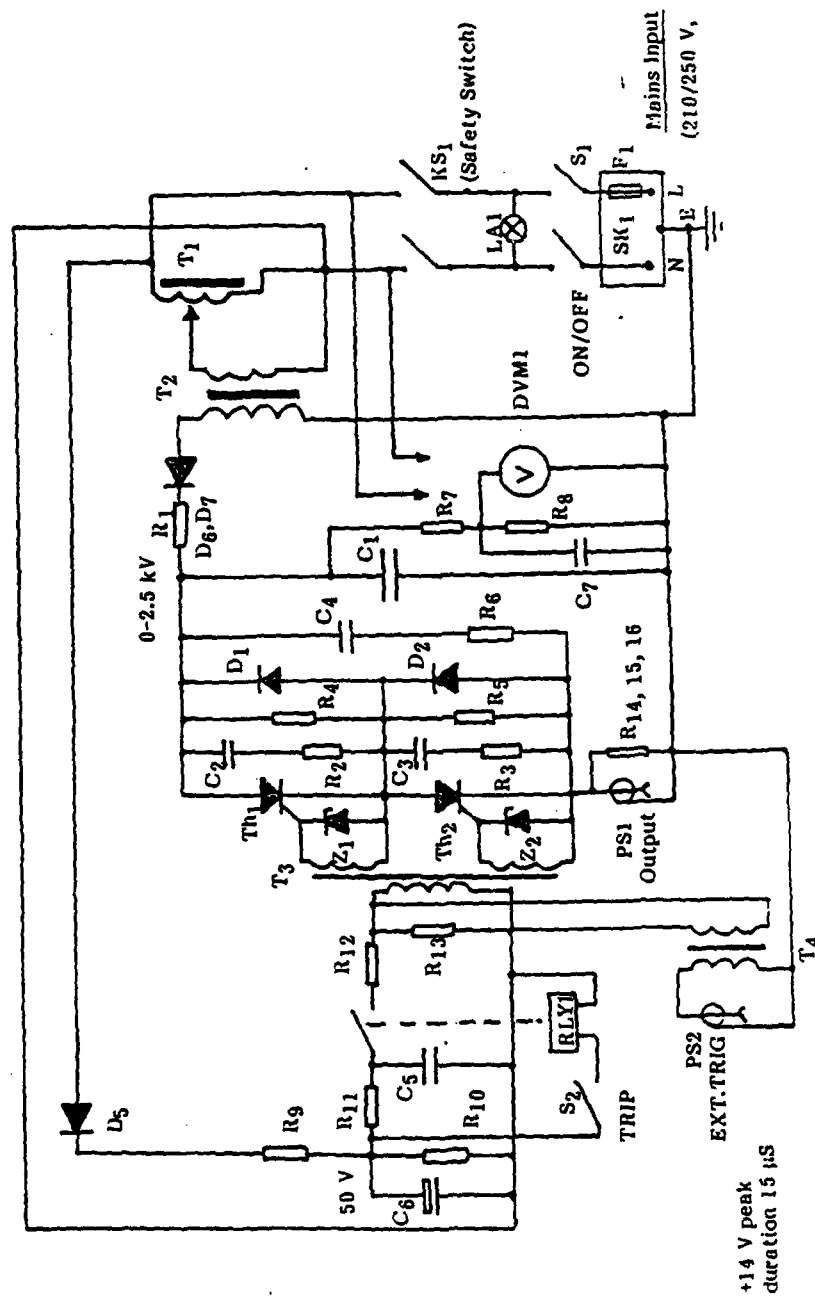 0-2.5 kV
D5
R9
50 V
C6
R10
R11
C5
S2
TRIP
RLY1
R12
R13
T3
Th1
Z1
Th2
Z2
C2
R2
C3
R3
R4
R5
D1
D2
C4
R6
C1
R1
D6,D7
T2
T1
R7
R8
C7
V
DVM1
KS1
(Safety Switch)
LA1
ON/OFF
S1
SK1
F1
N
E
L
Mains Input
(210/250 V,
PS1
Output
R14, 15, 16
PS2
EXT.TRIG
T4
+14 V peak
duration 15 µS